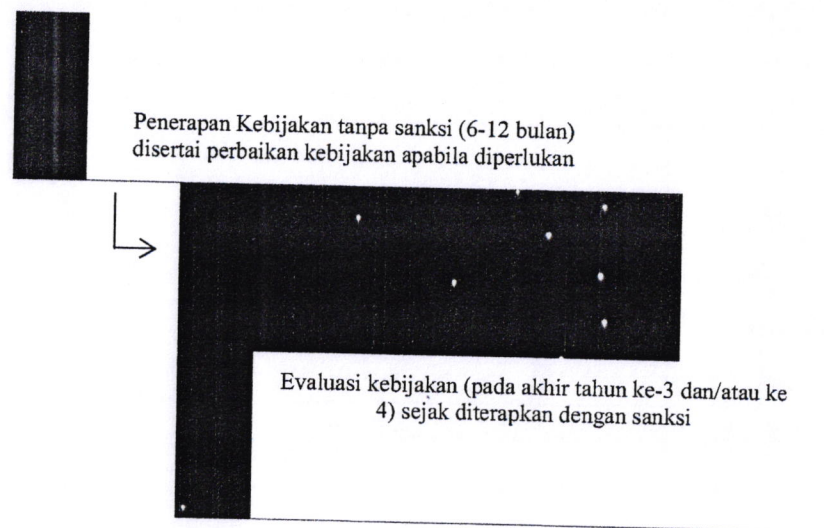 Penerapan Kebijakan tanpa sanksi (6-12 bulan)
disertai perbaikan kebijakan apabila diperlukan
Evaluasi kebijakan (pada akhir tahun ke-3 dan/atau ke
4) sejak diterapkan dengan sanksi